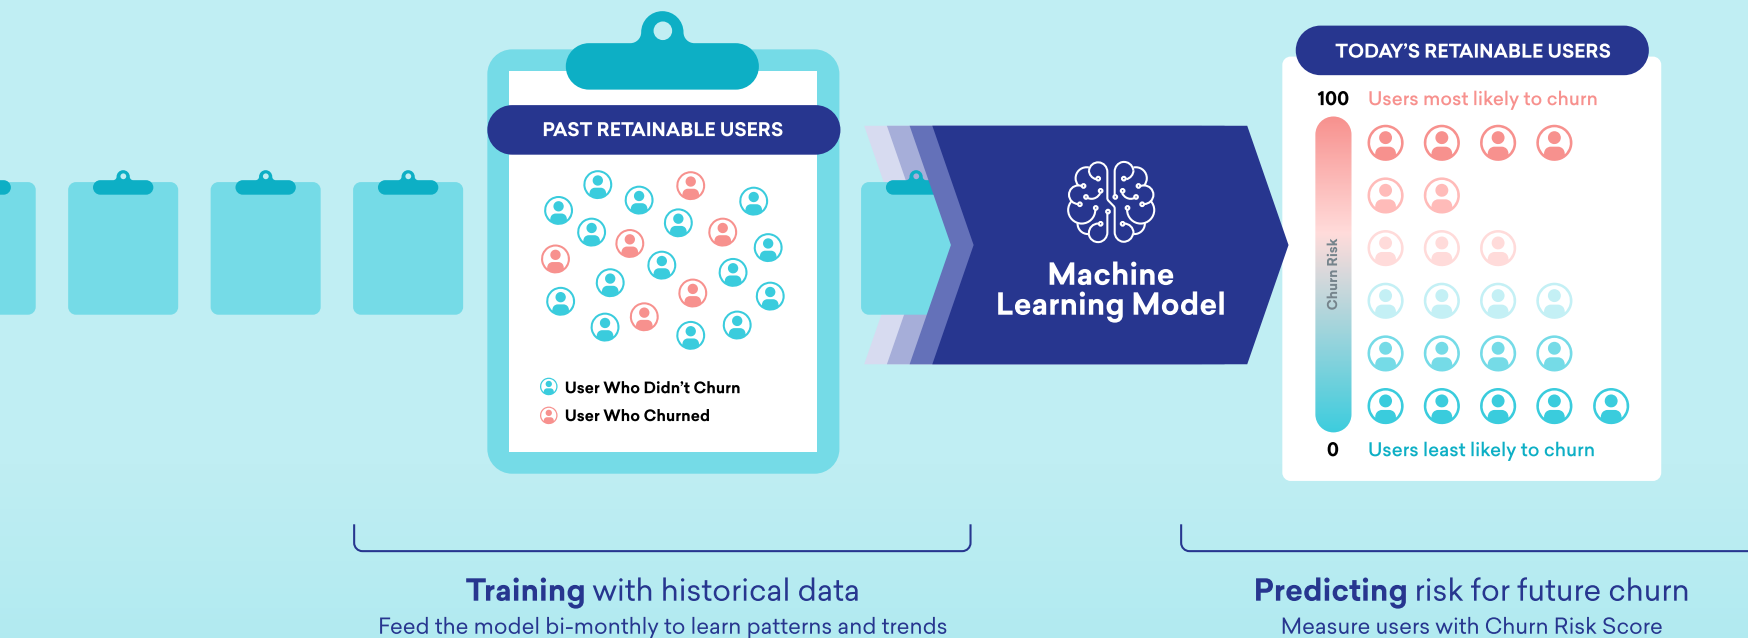 PAST RETAINABLE USERS
User Who Didn't Churn
User Who Churned
Machine
Learning Model
TODAY'S RETAINABLE USERS
100 Users most likely to churn
Churn Risk
0 Users least likely to churn
Training with historical data
Feed the model bi-monthly to learn patterns and trends
Predicting risk for future churn
Measure users with Churn Risk Score